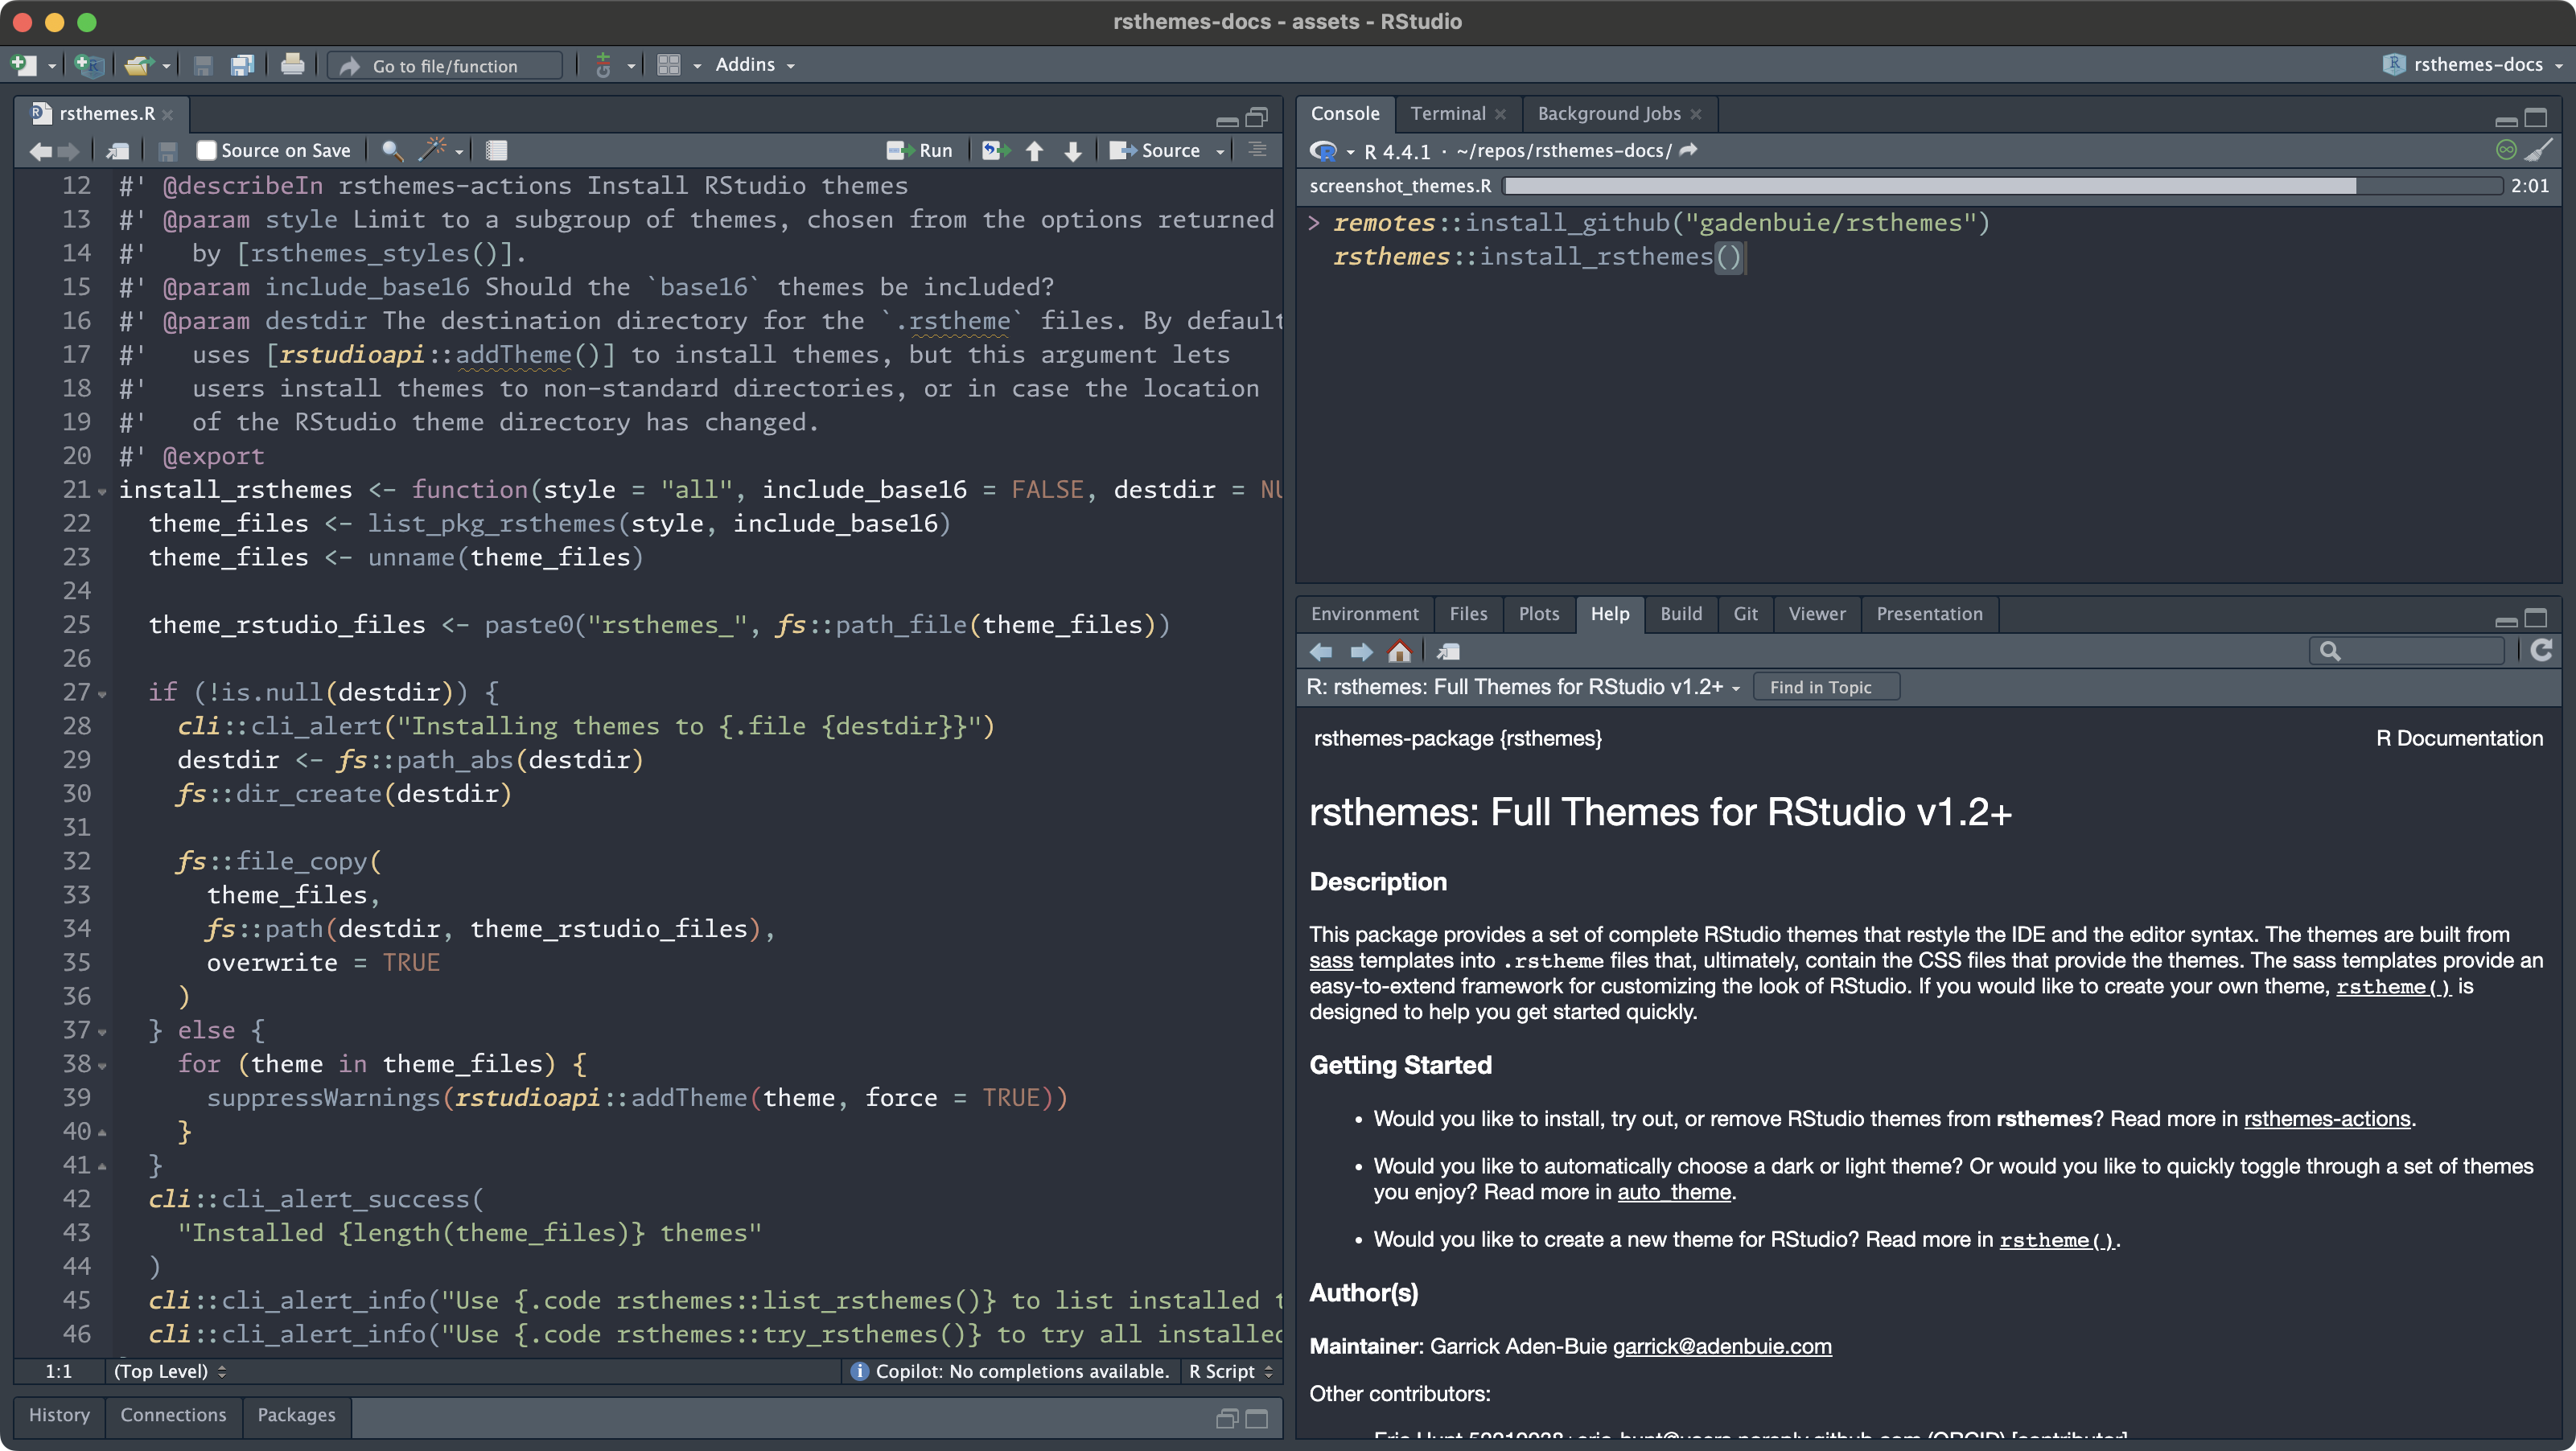 rsthemes-docs - assets - RStudio
Go to file/function
Addins
rsthemes-docs
rsthemes.R
Source on Save
Run
Source
12 #' @describeIn rsthemes-actions Install RStudio themes
13 #' @param style Limit to a subgroup of themes, chosen from the options returned
14 #'   by [rsthemes_styles()].
15 #' @param include_base16 Should the `base16` themes be included?
16 #' @param destdir The destination directory for the `.rstheme` files. By default
17 #'   uses [rstudioapi::addTheme()] to install themes, but this argument lets
18 #'   users install themes to non-standard directories, or in case the location
19 #'   of the RStudio theme directory has changed.
20 #' @export
21 install_rsthemes <- function(style = "all", include_base16 = FALSE, destdir = NU
22   theme_files <- list_pkg_rsthemes(style, include_base16)
23   theme_files <- unname(theme_files)
24
25   theme_rstudio_files <- paste0("rsthemes_", fs::path_file(theme_files))
26
27   if (!is.null(destdir)) {
28     cli::cli_alert("Installing themes to {.file {destdir}}")
29     destdir <- fs::path_abs(destdir)
30     fs::dir_create(destdir)
31
32     fs::file_copy(
33       theme_files,
34       fs::path(destdir, theme_rstudio_files),
35       overwrite = TRUE
36     )
37   } else {
38     for (theme in theme_files) {
39       suppressWarnings(rstudioapi::addTheme(theme, force = TRUE))
40     }
41   }
42   cli::cli_alert_success(
43     "Installed {length(theme_files)} themes"
44   )
45   cli::cli_alert_info("Use {.code rsthemes::list_rsthemes()} to list installed t
46   cli::cli_alert_info("Use {.code rsthemes::try_rsthemes()} to try all installed
1:1 (Top Level) Copilot: No completions available. R Script
History Connections Packages
Console Terminal Background Jobs
R 4.4.1 · ~/repos/rsthemes-docs/
screenshot_themes.R 2:01
> remotes::install_github("gadenbuie/rsthemes")
rsthemes::install_rsthemes()
Environment Files Plots Help Build Git Viewer Presentation
R: rsthemes: Full Themes for RStudio v1.2+ Find in Topic
rsthemes-package {rsthemes} R Documentation
rsthemes: Full Themes for RStudio v1.2+
Description
This package provides a set of complete RStudio themes that restyle the IDE and the editor syntax. The themes are built from
sass templates into .rstheme files that, ultimately, contain the CSS files that provide the themes. The sass templates provide an
easy-to-extend framework for customizing the look of RStudio. If you would like to create your own theme, rstheme() is
designed to help you get started quickly.
Getting Started
• Would you like to install, try out, or remove RStudio themes from rsthemes? Read more in rsthemes-actions.
• Would you like to automatically choose a dark or light theme? Or would you like to quickly toggle through a set of themes
you enjoy? Read more in auto_theme.
• Would you like to create a new theme for RStudio? Read more in rstheme().
Author(s)
Maintainer: Garrick Aden-Buie garrick@adenbuie.com
Other contributors: